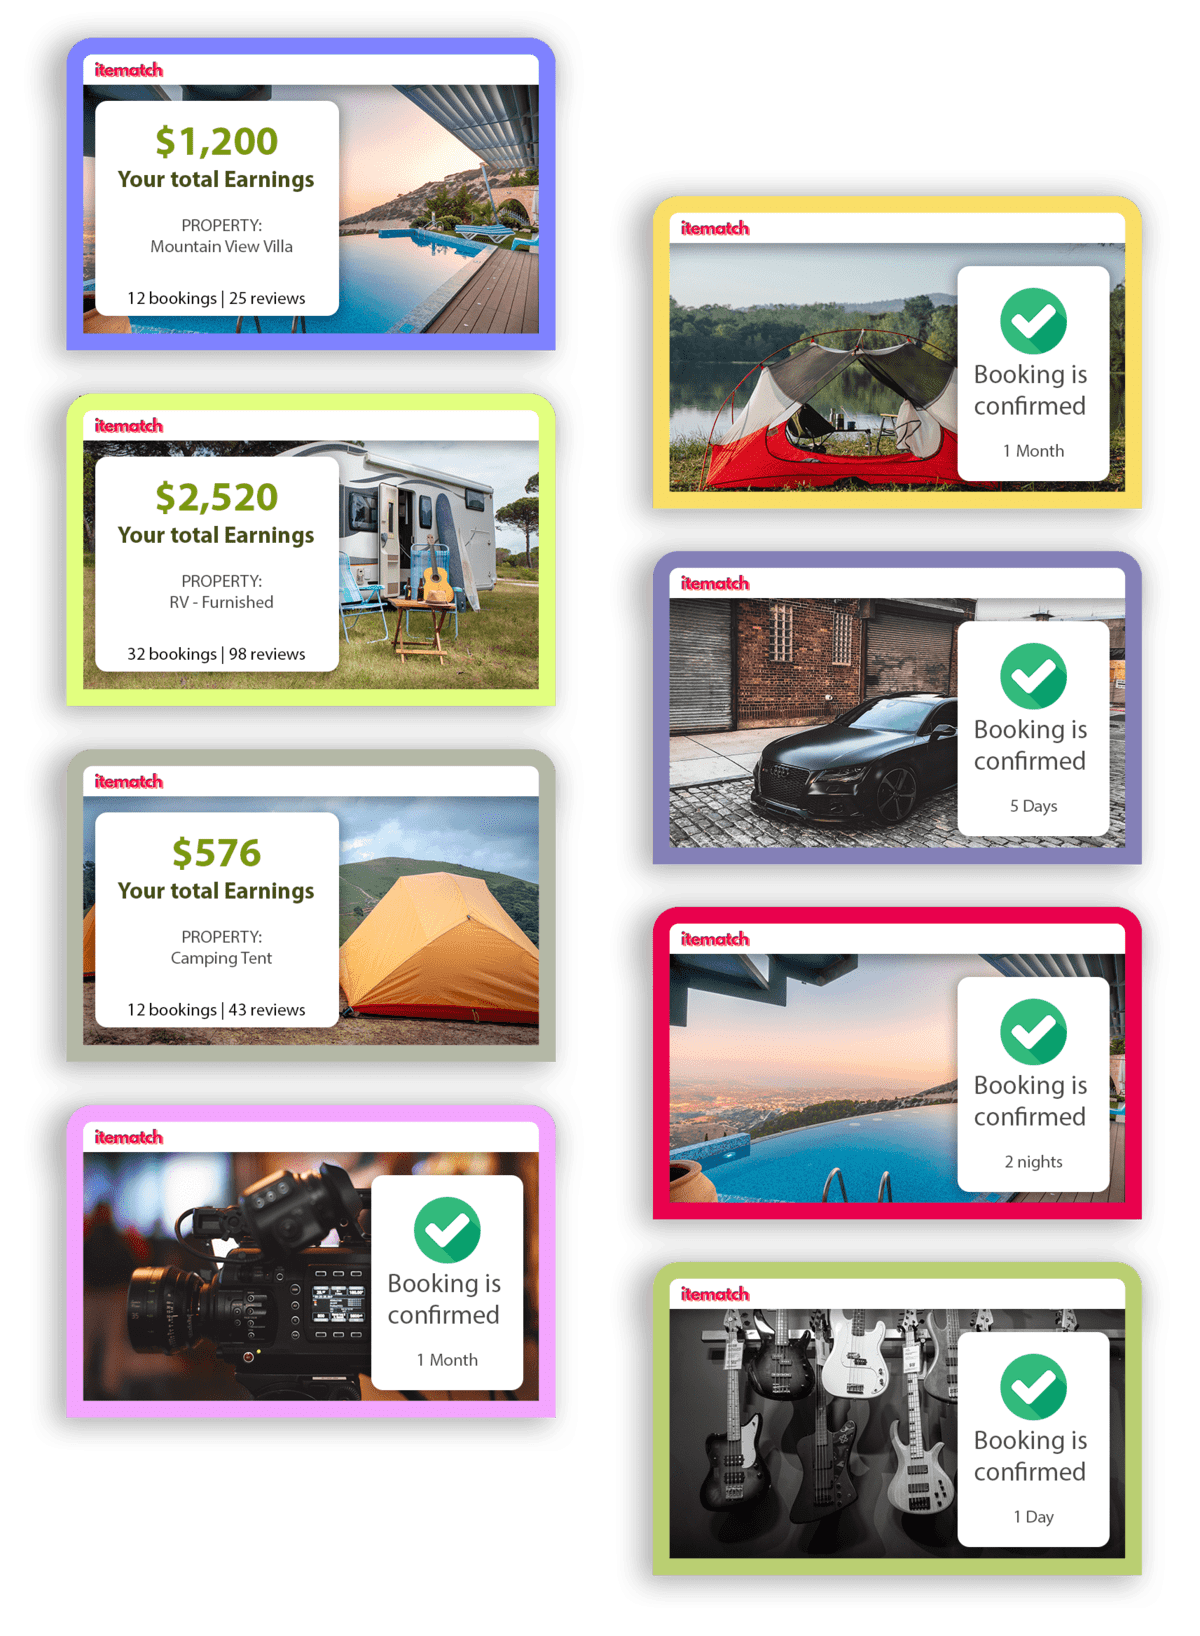 itematch
$1,200
Your total Earnings
PROPERTY:
Mountain View Villa
12 bookings | 25 reviews
itematch
$2,520
Your total Earnings
PROPERTY:
RV - Furnished
32 bookings | 98 reviews
itematch
$576
Your total Earnings
PROPERTY:
Camping Tent
12 bookings | 43 reviews
itematch
Booking is
confirmed
1 Month
itematch
Booking is
confirmed
1 Month
itematch
Booking is
confirmed
5 Days
itematch
Booking is
confirmed
2 nights
itematch
Booking is
confirmed
1 Day